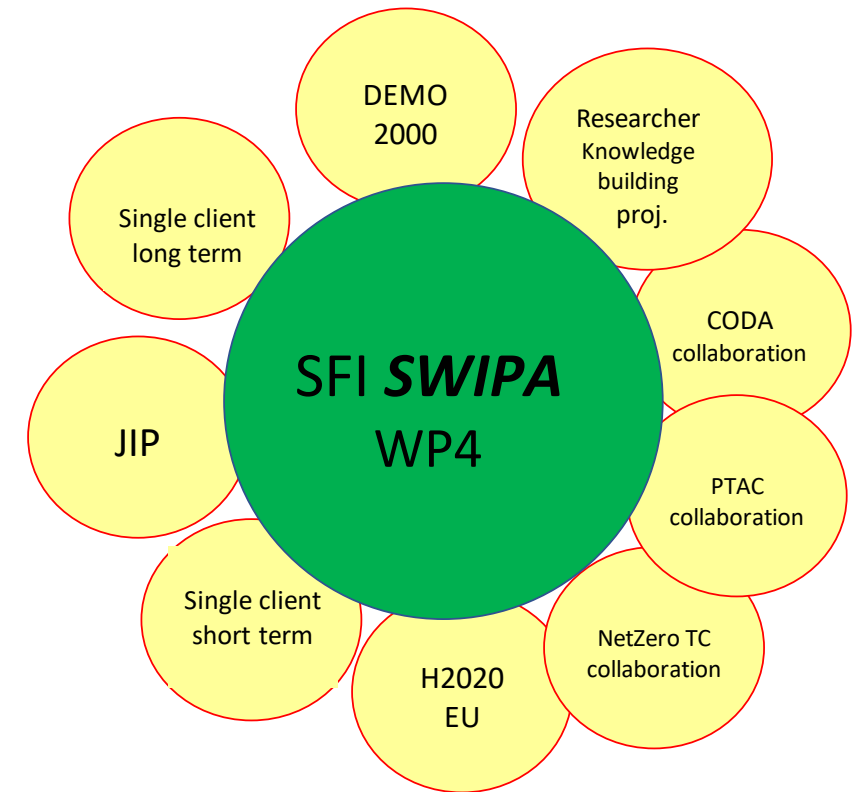 DEMO
2000
Researcher
Knowledge
building
proj.
Single client
long term
CODA
collaboration
SFI SWIPA
WP4
JIP
PTAC
collaboration
Single client
short term
NetZero TC
collaboration
H2020
EU